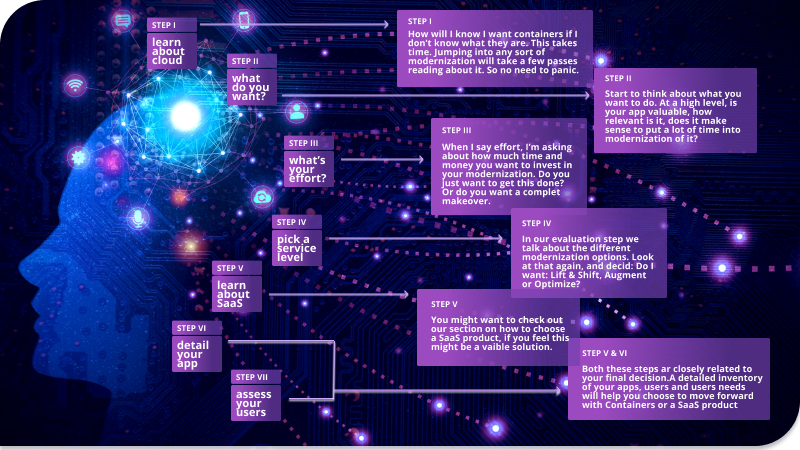 STEP I
learn
about
cloud
STEP I
How will I know I want containers if I
don't know what they are. This takes
time. Jumping into any sort of
modernization will take a few passes
reading about it. So no need to panic.
STEP II
what
do you
want?
STEP II
Start to think about what you
want to do. At a high level, is
your app valuable, how
relevant is it, does it make
sense to put a lot of time into
modernization of it?
STEP III
what's
your
effort?
STEP III
When I say effort, I'm asking
about how much time and
money you want to invest in
your modernization. Do you
just want to get this done?
Or do you want a complet
makeover.
STEP IV
pick a
service
level
STEP IV
In our evaluation step we
talk about the different
modernization options. Look
at that again, and decid: Do I
want: Lift & Shift, Augment
or Optimize?
STEP V
learn
about
SaaS
STEP V
You might want to check out
our section on how to choose
a SaaS product, if you feel this
might be a vaible solution.
STEP VI
detail
your
app
STEP VII
assess
your
users
STEP V & VI
Both these steps ar closely related to
your final decision.A detailed inventory
of your apps, users and users needs
will help you choose to move forward
with Containers or a SaaS product